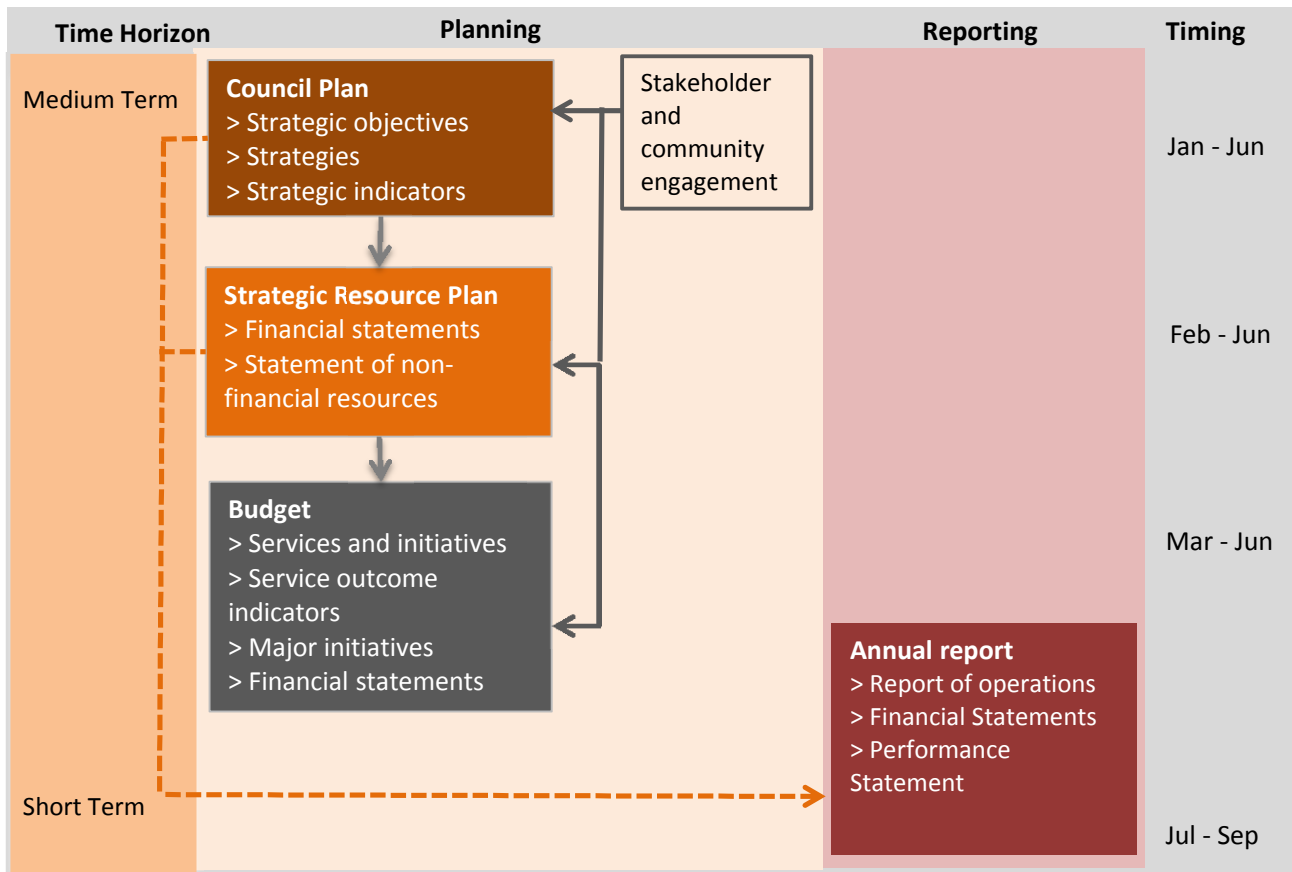 Time Horizon
Planning
Reporting
Timing
Medium Term
Council Plan
> Strategic objectives
> Strategies
> Strategic indicators
Stakeholder
and
community
engagement
Jan - Jun
Strategic Resource Plan
> Financial statements
> Statement of non-
financial resources
Feb - Jun
Budget
> Services and initiatives
> Service outcome
indicators
> Major initiatives
> Financial statements
Mar - Jun
Annual report
> Report of operations
> Financial Statements
> Performance
Statement
Short Term
Jul - Sep